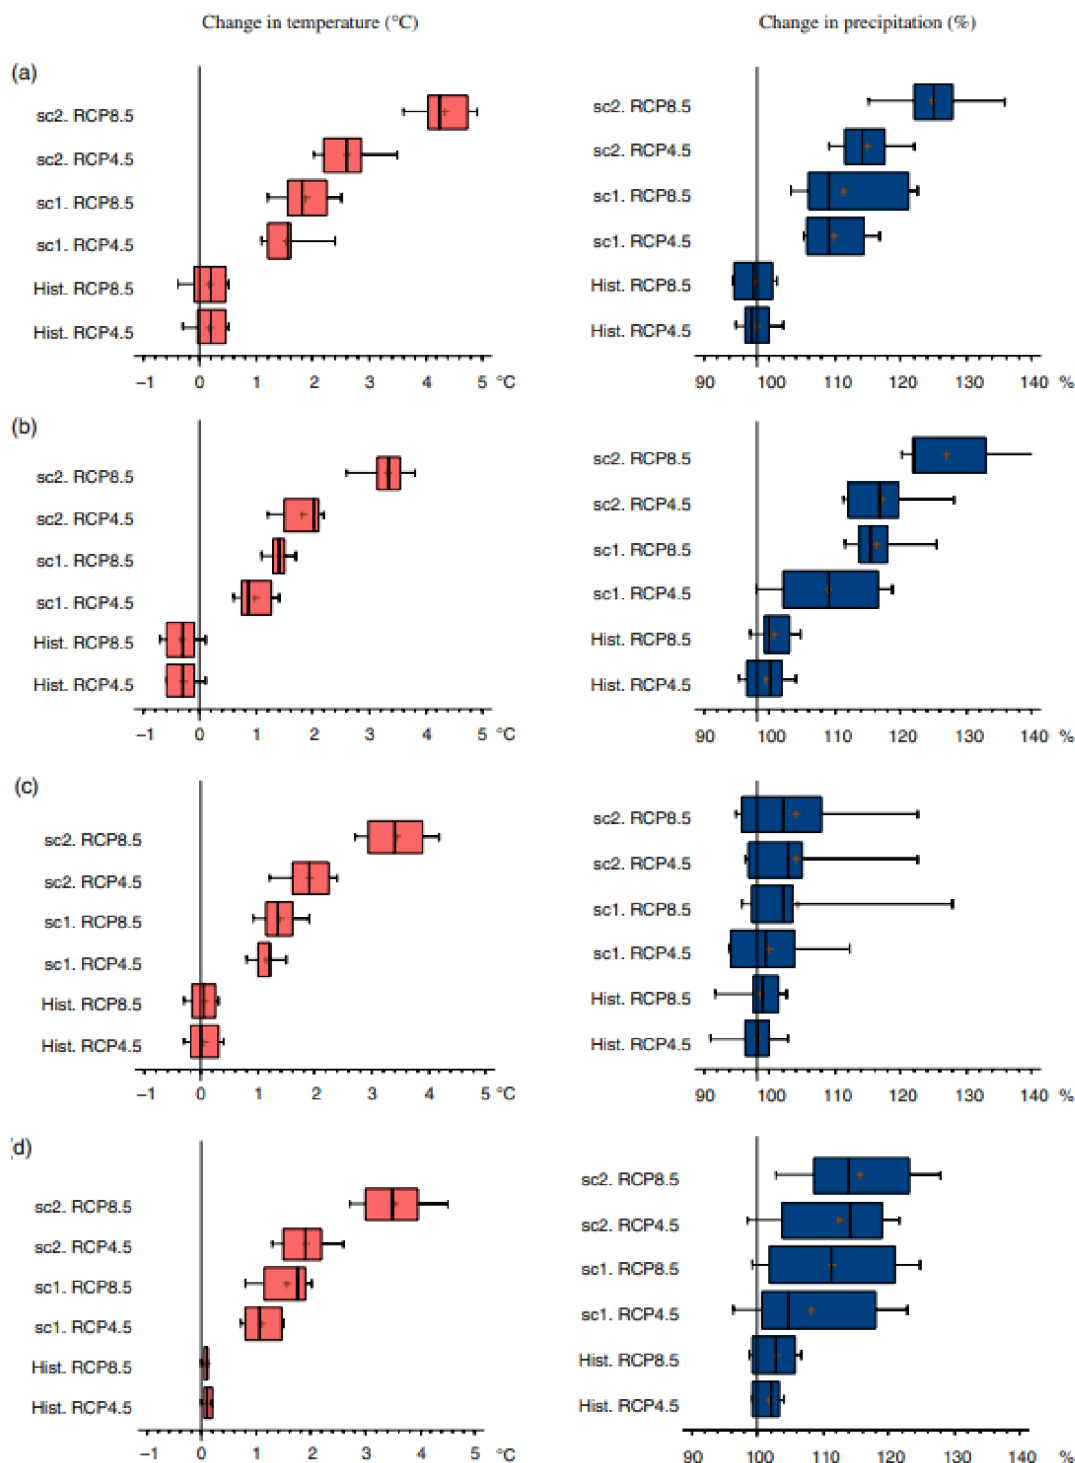 Change in temperature (°C)
Change in precipitation (%)
(a)
sc2. RCP8.5
sc2. RCP4.5
sc1. RCP8.5
sc1. RCP4.5
Hist. RCP8.5
Hist. RCP4.5
−1 0 1 2 3 4 5 °C
sc2. RCP8.5
sc2. RCP4.5
sc1. RCP8.5
sc1. RCP4.5
Hist. RCP8.5
Hist. RCP4.5
90 100 110 120 130 140 %
(b)
sc2. RCP8.5
sc2. RCP4.5
sc1. RCP8.5
sc1. RCP4.5
Hist. RCP8.5
Hist. RCP4.5
−1 0 1 2 3 4 5 °C
sc2. RCP8.5
sc2. RCP4.5
sc1. RCP8.5
sc1. RCP4.5
Hist. RCP8.5
Hist. RCP4.5
90 100 110 120 130 140 %
(c)
sc2. RCP8.5
sc2. RCP4.5
sc1. RCP8.5
sc1. RCP4.5
Hist. RCP8.5
Hist. RCP4.5
−1 0 1 2 3 4 5 °C
sc2. RCP8.5
sc2. RCP4.5
sc1. RCP8.5
sc1. RCP4.5
Hist. RCP8.5
Hist. RCP4.5
90 100 110 120 130 140 %
(d)
sc2. RCP8.5
sc2. RCP4.5
sc1. RCP8.5
sc1. RCP4.5
Hist. RCP8.5
Hist. RCP4.5
−1 0 1 2 3 4 5 °C
sc2. RCP8.5
sc2. RCP4.5
sc1. RCP8.5
sc1. RCP4.5
Hist. RCP8.5
Hist. RCP4.5
90 100 110 120 130 140 %